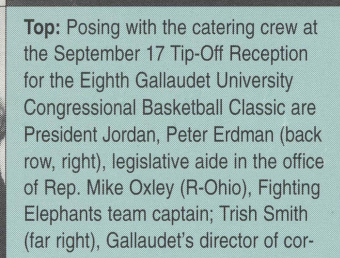 Top: Posing with the catering crew at
the September 17 Tip-Off Reception
for the Eighth Gallaudet University
Congressional Basketball Classic are
President Jordan, Peter Erdman (back
row, right), legislative aide in the office
of Rep. Mike Oxley (R-Ohio), Fighting
Elephants team captain; Trish Smith
(far right), Gallaudet's director of cor-